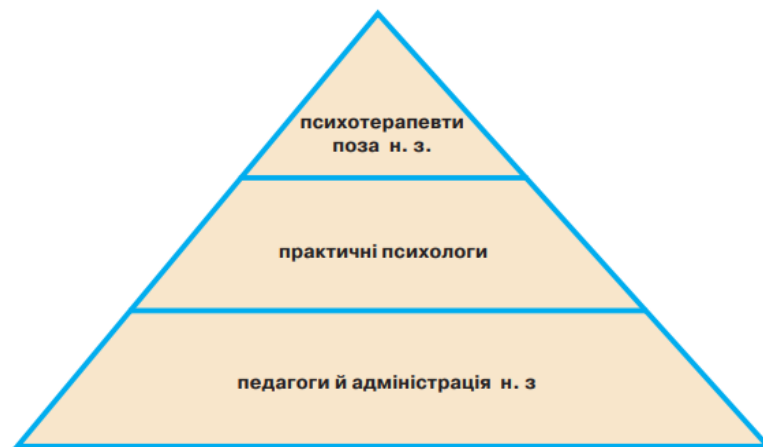 психотерапевти
поза н. з.
практичні психологи
педагоги й адміністрація н. з